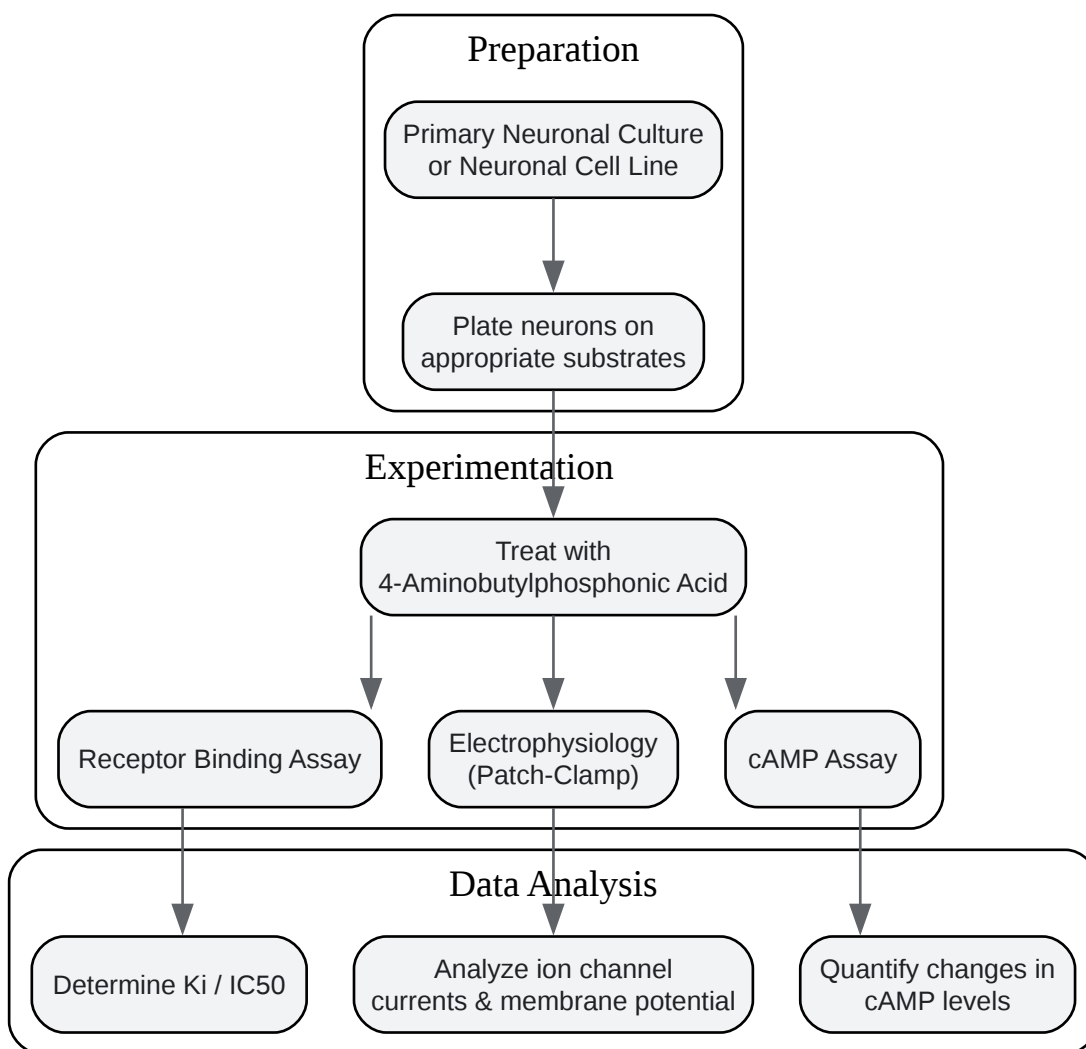 Preparation
Primary Neuronal Culture
or Neuronal Cell Line
Plate neurons on
appropriate substrates
Experimentation
Treat with
4-Aminobutylphosphonic Acid
Receptor Binding Assay
Electrophysiology
(Patch-Clamp)
cAMP Assay
Data Analysis
Determine Ki / IC50
Analyze ion channel
currents & membrane potential
Quantify changes in
cAMP levels